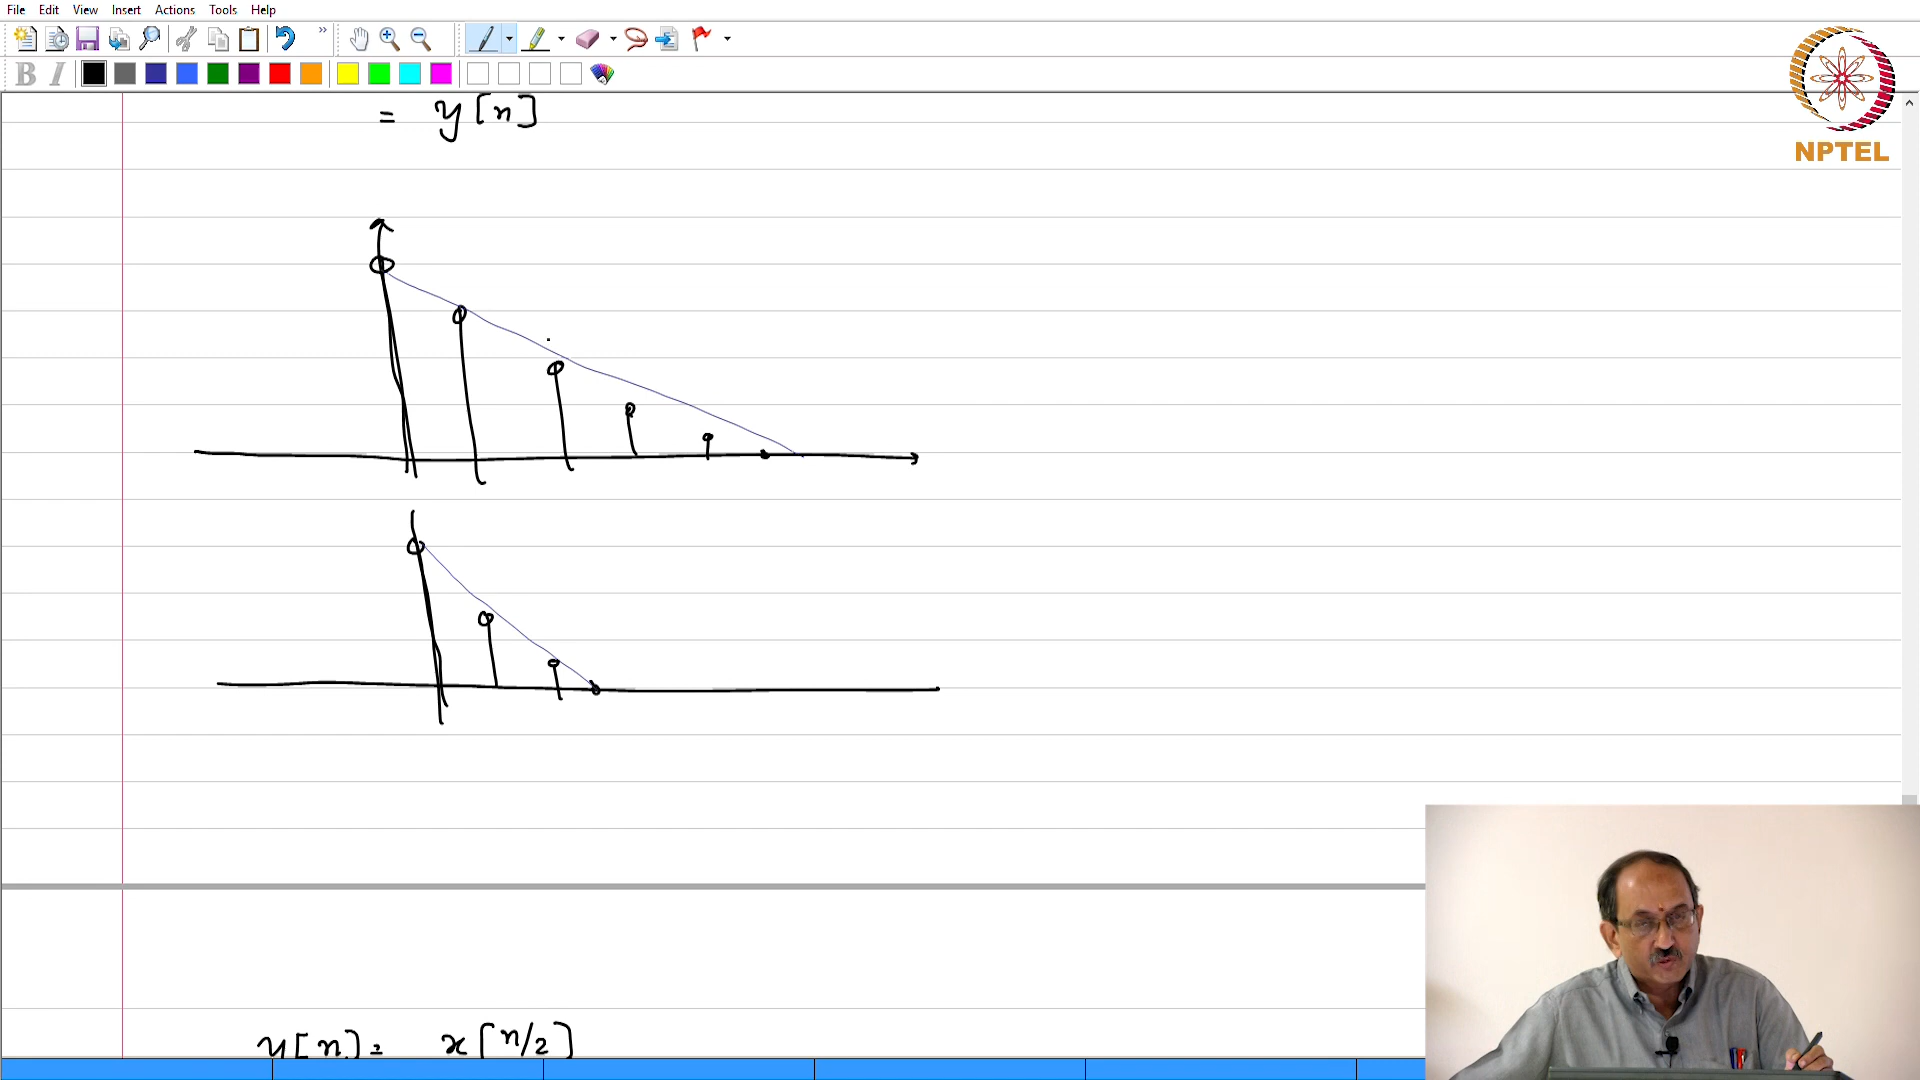 File Edit View Insert Actions Tools Help
B I
NPTEL
= y[n]
y[n] = x[n/2]